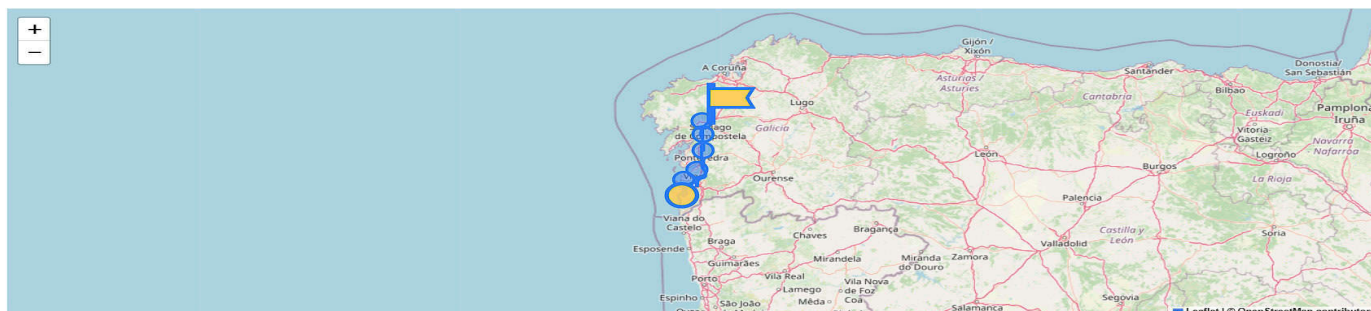 +
−
Gijón /
Xixón
A Coruña
Donostia/
San Sebastián
Santander
Asturias /
Asturies
Bilbao
Cantabria
Lugo
Euskadi
Pamplona
Iruña
Galicia
Vitoria
Gasteiz
Navarra
Nafarroa
León
Logroño
Burgos
Ourense
La Rioja
Palencia
Viana do
Castelo
Bragança
Chaves
Castilla y
León
Soria
Braga
Valladolid
Esposende
Guimarães
Mirandela
Miranda
do Douro
Zamora
Vila Real
Porto
Vila Nova
de Foz
Coa
Lamego
Mêda
Espinho
São João
Salamanca
Segovia
Leaflet | © OpenStreetMap contributors